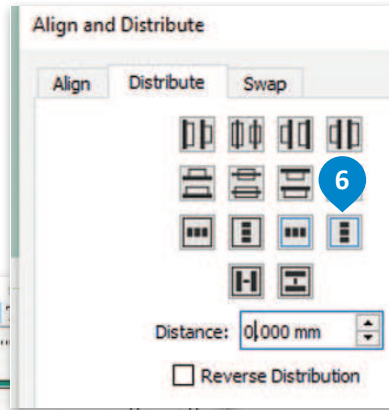 Align and Distribute
Align Distribute Swap
6
Distance: 0.000 mm
Reverse Distribution